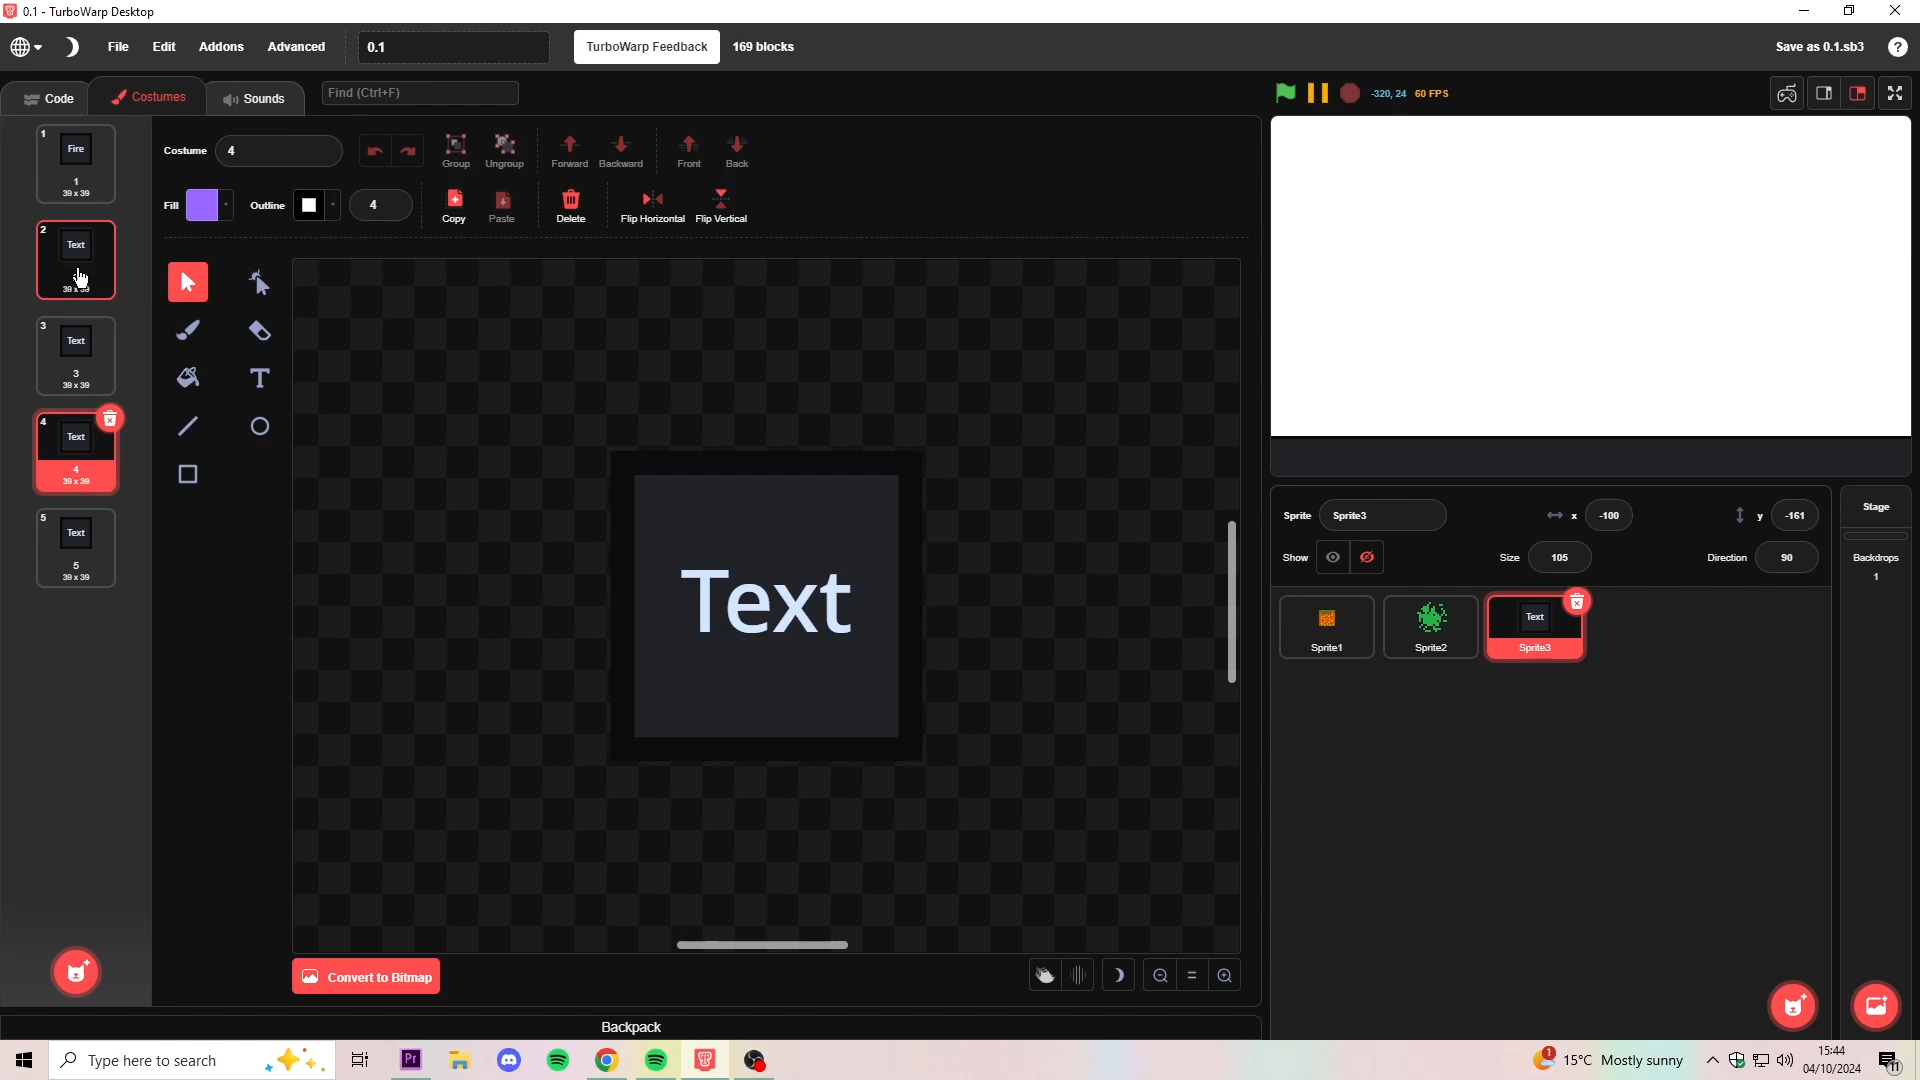 0.1 - TurboWarp Desktop
File Edit Addons Advanced 0.1 TurboWarp Feedback 169 blocks Save as 0.1.sb3 ?
Code Costumes Sounds Find (Ctrl+F) -320, 24 60 FPS
1 Fire
1
39 x 39
2 Text
3 Text
3
39 x 39
4 Text
4
39 x 39
5 Text
5
39 x 39
Costume 4 Group Ungroup Forward Backward Front Back
Fill Outline 4 Copy Paste Delete Flip Horizontal Flip Vertical
T
Text
Convert to Bitmap
Backpack
Sprite Sprite3 x -100 y -161
Show Size 105 Direction 90
Sprite1 Sprite2 Text Sprite3
Stage
Backdrops
1
Type here to search Pr 1 15°C Mostly sunny 15:44
04/10/2024 11